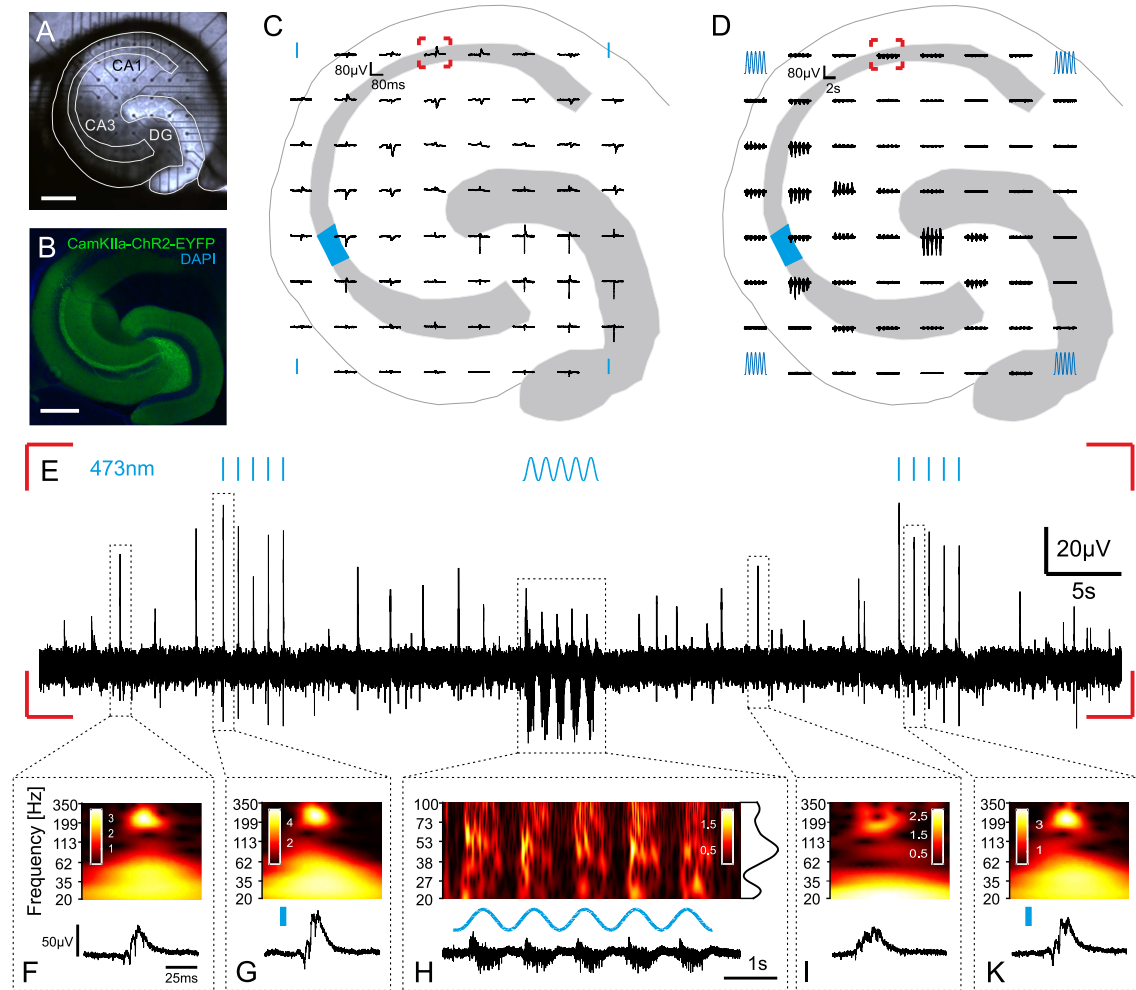 A
CA1
CA3
DG
B
CamKIIa-ChR2-EYFP
DAPI
C
80µV
80ms
D
80µV
2s
E
473nm
20µV
5s
Frequency [Hz]
350
199
113
62
35
20
3
2
1
50µV
25ms
F
350
199
113
62
35
20
4
2
G
100
73
53
38
27
20
1.5
0.5
1s
H
350
199
113
62
35
20
2.5
1.5
0.5
I
350
199
113
62
35
20
3
1
K